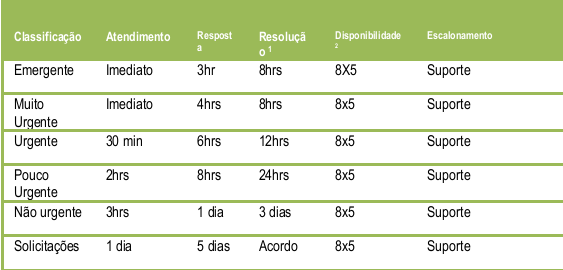 Classificação Atendimento Respost a Resoluçã o 1 Disponibilidade 2 Escalonamento
Emergente Imediato 3hr 8hrs 8X5 Suporte
Muito Urgente Imediato 4hrs 8hrs 8x5 Suporte
Urgente 30 min 6hrs 12hrs 8x5 Suporte
Pouco Urgente 2hrs 8hrs 24hrs 8x5 Suporte
Não urgente 3hrs 1 dia 3 dias 8x5 Suporte
Solicitações 1 dia 5 dias Acordo 8x5 Suporte